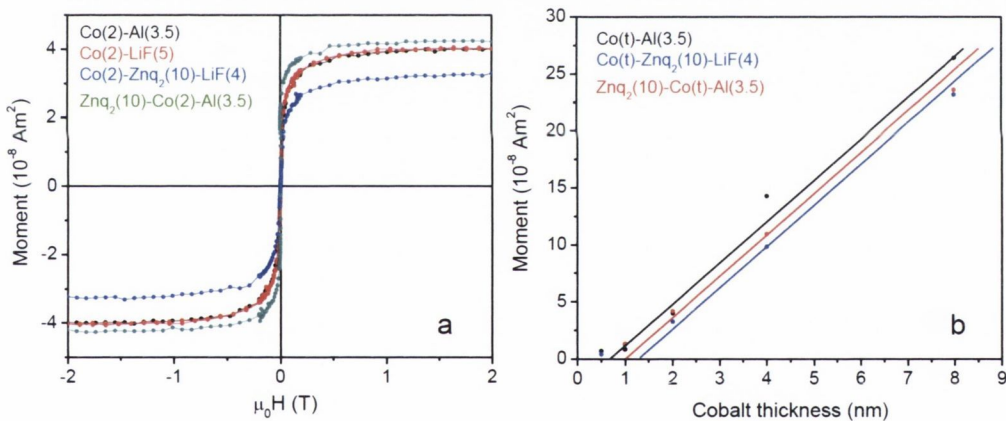 Co(2)-Al(3.5)
Co(2)-LiF(5)
Co(2)-Znq₂(10)-LiF(4)
Znq₂(10)-Co(2)-Al(3.5)
Moment (10⁻⁸ Am²)
4
2
0
-2
-4
-2
-1
0
1
2
μ₀H (T)
a
Co(t)-Al(3.5)
Co(t)-Znq₂(10)-LiF(4)
Znq₂(10)-Co(t)-Al(3.5)
Moment (10⁻⁸ Am²)
30
25
20
15
10
5
0
0
1
2
3
4
5
6
7
8
9
Cobalt thickness (nm)
b